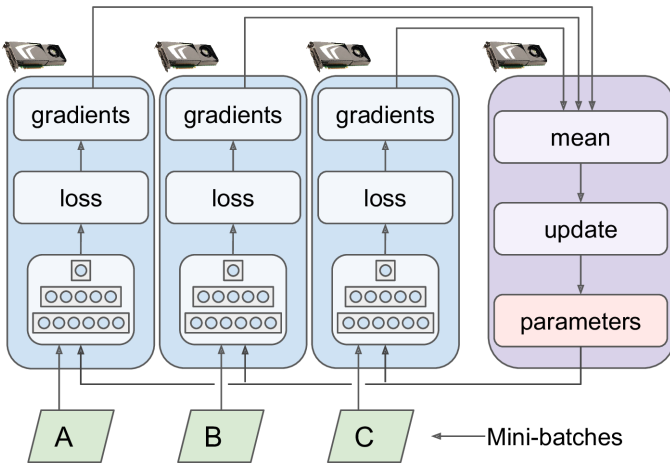 gradients
gradients
gradients
mean
loss
loss
loss
update
parameters
A
B
C
Mini-batches